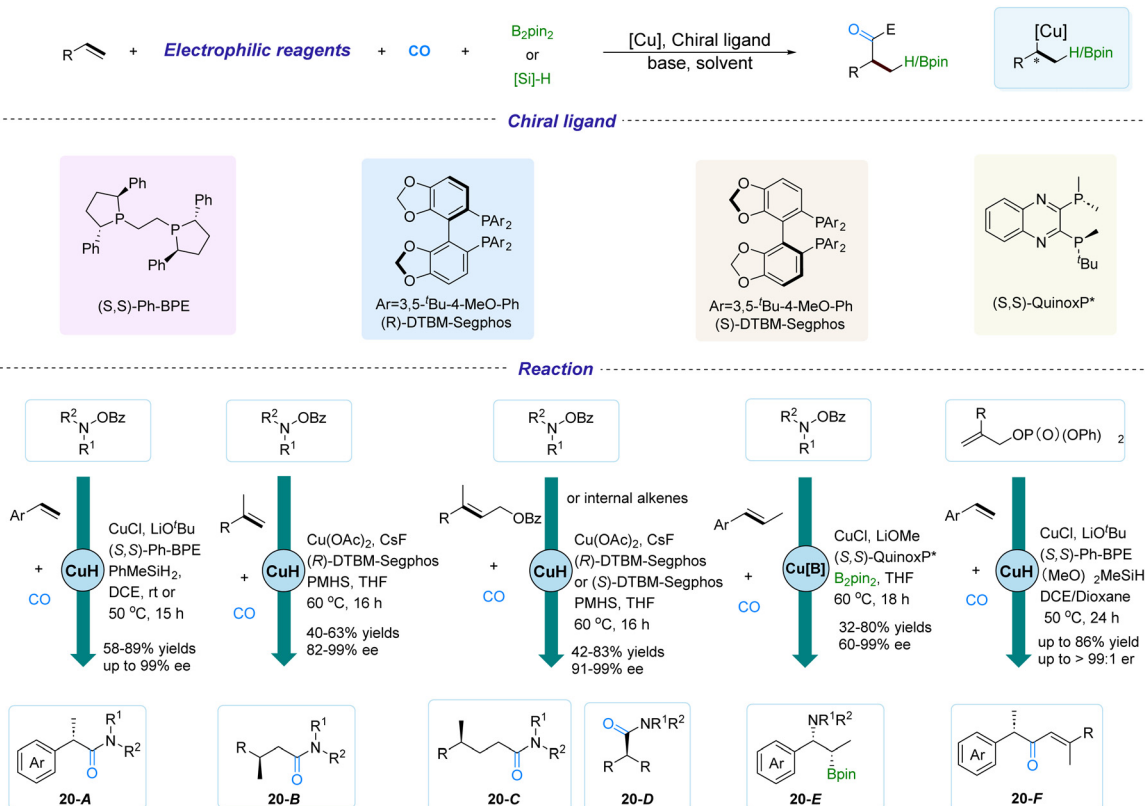 R
+
Electrophilic reagents
+
CO
+
B2pin2
or
[Si]-H
[Cu], Chiral ligand
base, solvent
O
E
R
H/Bpin
[Cu]
R
*
H/Bpin
Chiral ligand
Ph
P
Ph
P
Ph
Ph
(S,S)-Ph-BPE
O
O
PAr2
PAr2
O
O
Ar=3,5-tBu-4-MeO-Ph
(R)-DTBM-Segphos
O
O
PAr2
PAr2
O
O
Ar=3,5-tBu-4-MeO-Ph
(S)-DTBM-Segphos
N
P
N
P
tBu
(S,S)-QuinoxP*
Reaction
R2
N
OBz
R1
Ar
+
CO
CuH
CuCl, LiOtBu
(S,S)-Ph-BPE
PhMeSiH2,
DCE, rt or
50 oC, 15 h
58-89% yields
up to 99% ee
Ar
N
R1
R2
O
20-A
R2
N
OBz
R1
R
+
CO
CuH
Cu(OAc)2, CsF
(R)-DTBM-Segphos
PMHS, THF
60 oC, 16 h
40-63% yields
82-99% ee
R
N
R1
R2
O
20-B
R2
N
OBz
R1
R
OBz
or internal alkenes
+
CO
CuH
Cu(OAc)2, CsF
(R)-DTBM-Segphos
or (S)-DTBM-Segphos
PMHS, THF
60 oC, 16 h
42-83% yields
91-99% ee
R
N
R1
R2
O
20-C
O
NR1R2
R
R
20-D
R2
N
OBz
R1
Ar
+
CO
Cu[B]
CuCl, LiOMe
(S,S)-QuinoxP*
B2pin2, THF
60 oC, 18 h
32-80% yields
60-99% ee
NR1R2
Ar
Bpin
20-E
R
OP(O)(OPh) 2
Ar
+
CO
CuH
CuCl, LiOtBu
(S,S)-Ph-BPE
(MeO) 2MeSiH
DCE/Dioxane
50 oC, 24 h
up to 86% yield
up to > 99:1 er
Ar
O
R
20-F